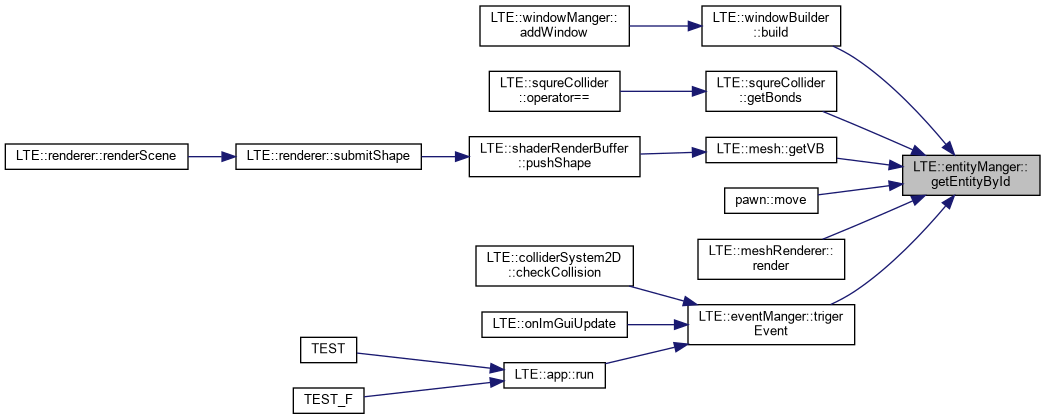 LTE::windowManger::
addWindow
LTE::windowBuilder
::build
LTE::squreCollider
::operator==
LTE::squreCollider
::getBonds
LTE::renderer::renderScene
LTE::renderer::submitShape
LTE::shaderRenderBuffer
::pushShape
LTE::mesh::getVB
LTE::entityManger::
getEntityById
pawn::move
LTE::meshRenderer::
render
LTE::colliderSystem2D
::checkCollision
LTE::onImGuiUpdate
LTE::eventManger::triger
Event
TEST
LTE::app::run
TEST_F